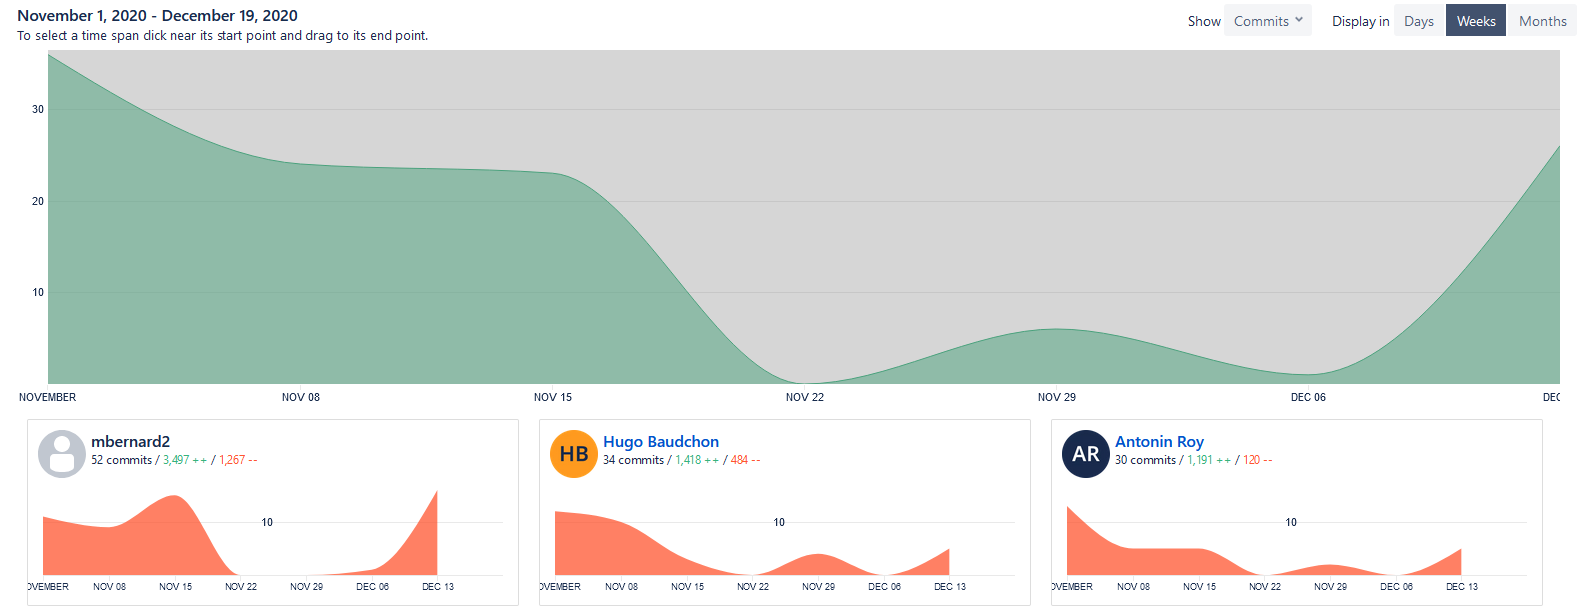 November 1, 2020 - December 19, 2020
Show Commits Display in Days Weeks Months
To select a time span click near its start point and drag to its end point.
30
20
10
NOVEMBER NOV 08 NOV 15 NOV 22 NOV 29 DEC 06 DEC
mbernard2
52 commits / 3,497 ++ / 1,267 --
10
OVEMBER NOV 08 NOV 15 NOV 22 NOV 29 DEC 06 DEC 13
HB Hugo Baudchon
34 commits / 1,418 ++ / 484 --
10
OVEMBER NOV 08 NOV 15 NOV 22 NOV 29 DEC 06 DEC 13
AR Antonin Roy
30 commits / 1,191 ++ / 120 --
10
OVEMBER NOV 08 NOV 15 NOV 22 NOV 29 DEC 06 DEC 13